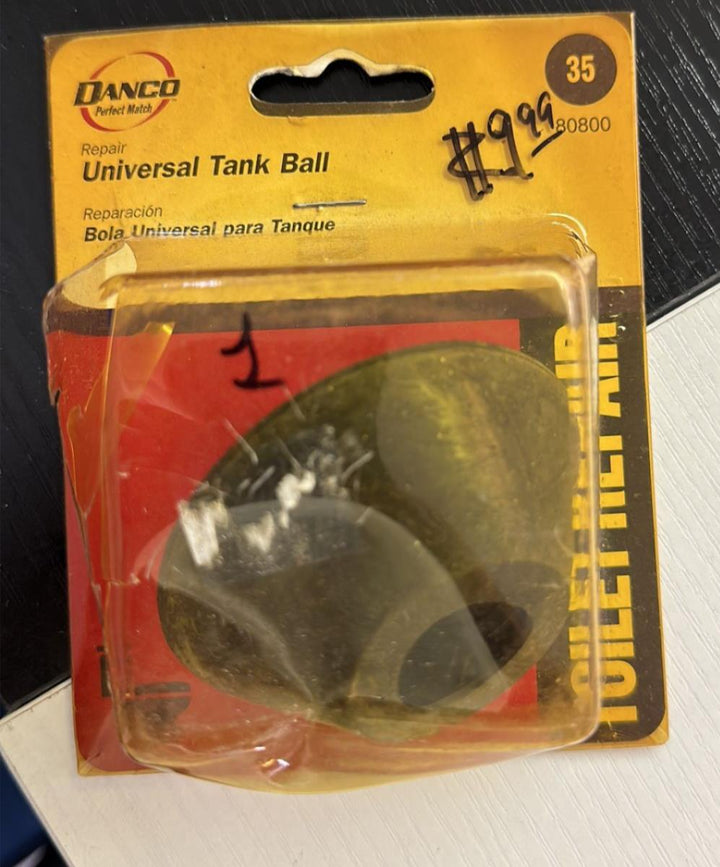 DANCO
Perfect Match
35
80800
$9.99
Repair
Universal Tank Ball
Reparación
Bola Universal para Tanque
1
TOILET REPAIR